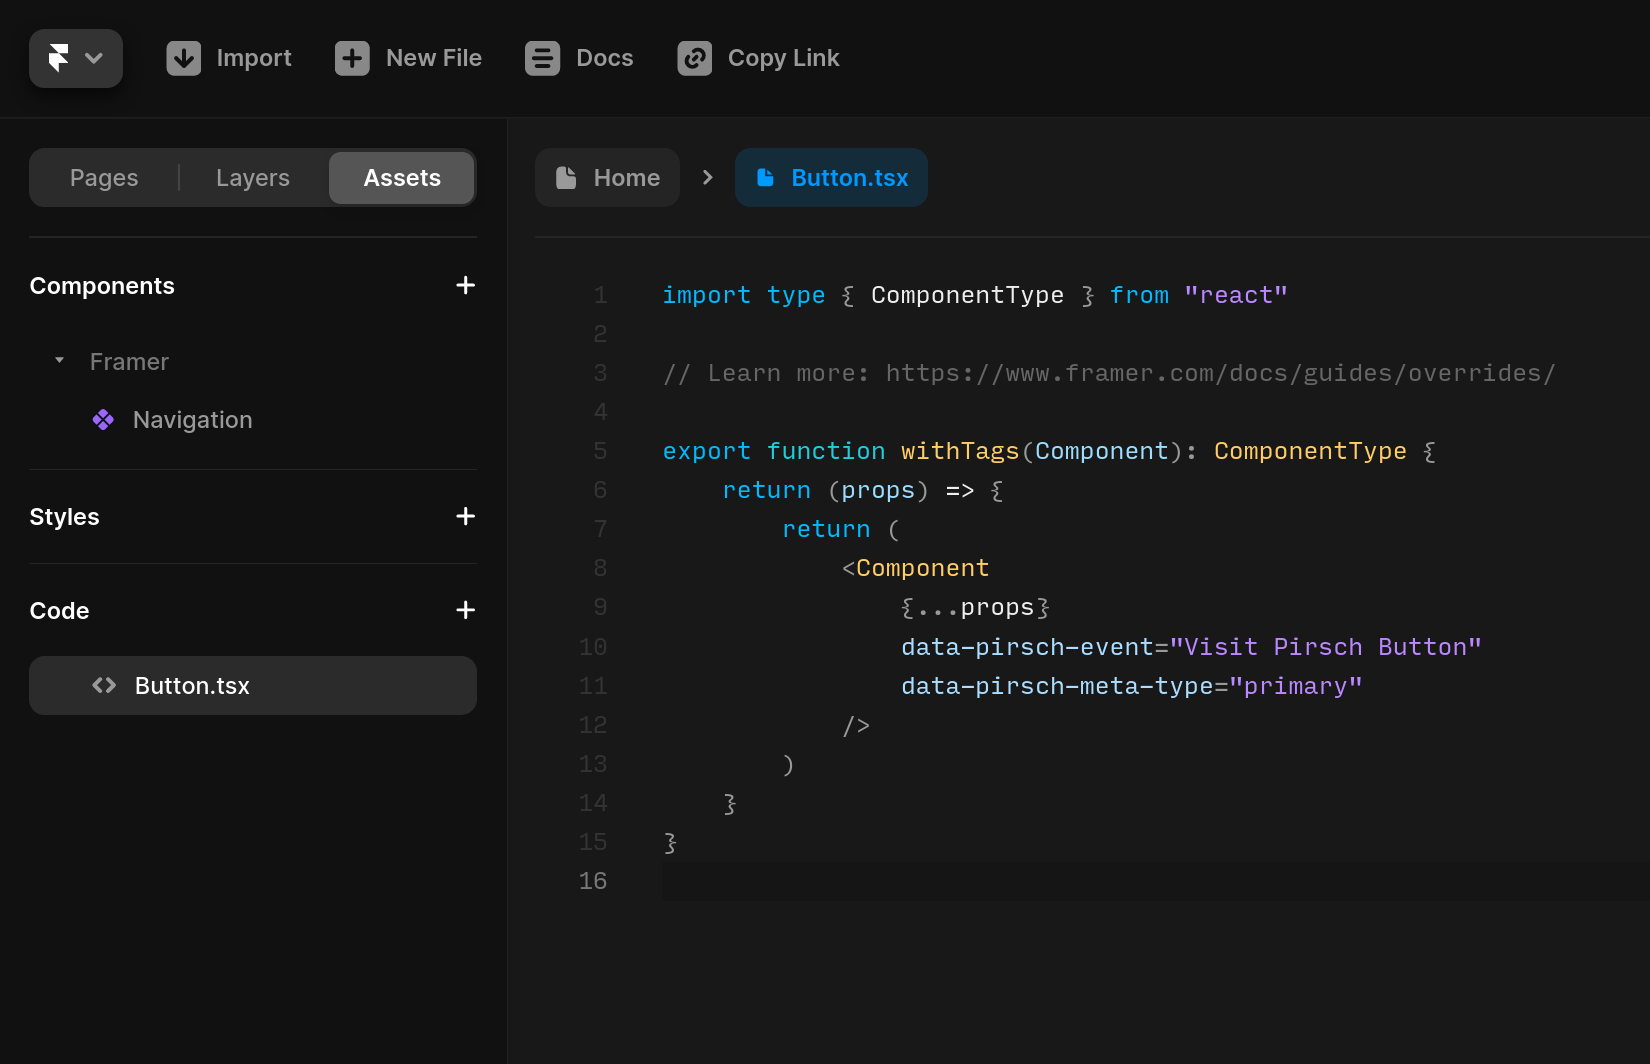 Import New File Docs Copy Link
Pages Layers Assets
Home Button.tsx
Components
Framer
Navigation
Styles
Code
Button.tsx
1 import type { ComponentType } from "react"
2
3 // Learn more: https://www.framer.com/docs/guides/overrides/
4
5 export function withTags(Component): ComponentType {
6     return (props) => {
7         return (
8             <Component
9                 {...props}
10                 data-pirsch-event="Visit Pirsch Button"
11                 data-pirsch-meta-type="primary"
12             />
13         )
14     }
15 }
16